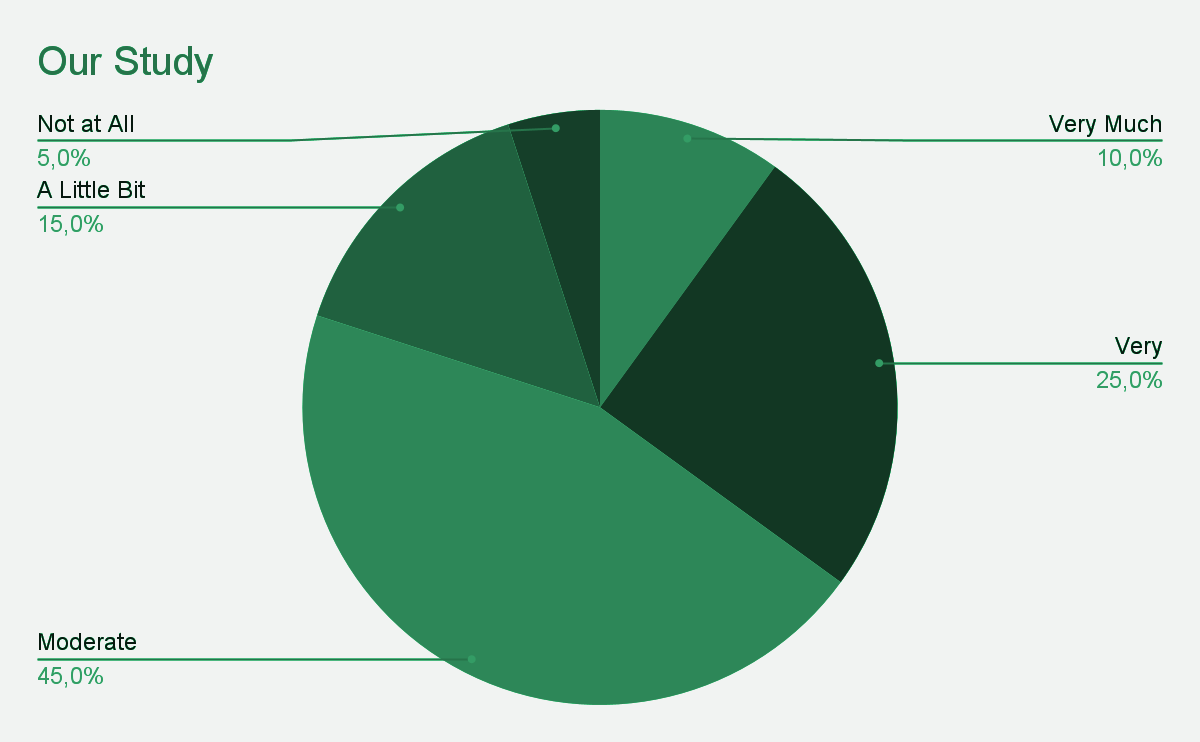 Our Study
Not at All
5,0%
A Little Bit
15,0%
Moderate
45,0%
Very Much
10,0%
Very
25,0%